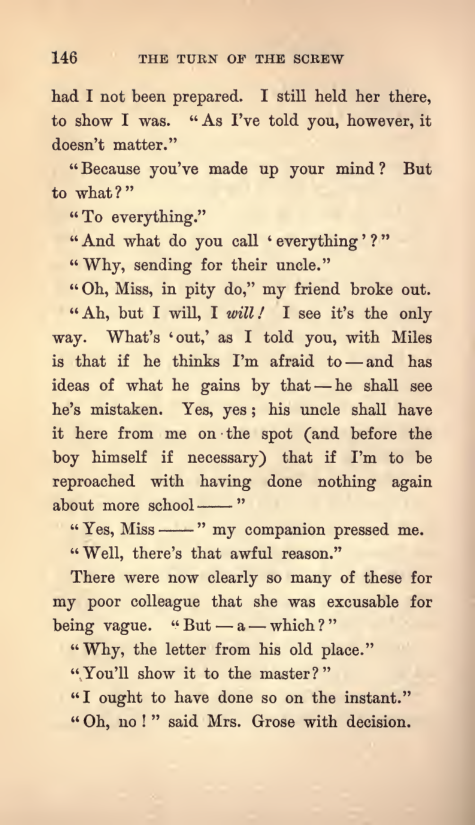 146 THE TURN OF THE SCREW
had I not been prepared. I still held her there,
to show I was. “As I've told you, however, it
doesn't matter.”
“Because you've made up your mind? But
to what?”
“To everything.”
“And what do you call ‘everything’?”
“Why, sending for their uncle.”
“Oh, Miss, in pity do,” my friend broke out.
“Ah, but I will, I will! I see it's the only
way. What's ‘out,’ as I told you, with Miles
is that if he thinks I'm afraid to—and has
ideas of what he gains by that—he shall see
he's mistaken. Yes, yes; his uncle shall have
it here from me on the spot (and before the
boy himself if necessary) that if I'm to be
reproached with having done nothing again
about more school——”
“Yes, Miss——” my companion pressed me.
“Well, there's that awful reason.”
There were now clearly so many of these for
my poor colleague that she was excusable for
being vague. “But—a—which?”
“Why, the letter from his old place.”
“You'll show it to the master?”
“I ought to have done so on the instant.”
“Oh, no!” said Mrs. Grose with decision.